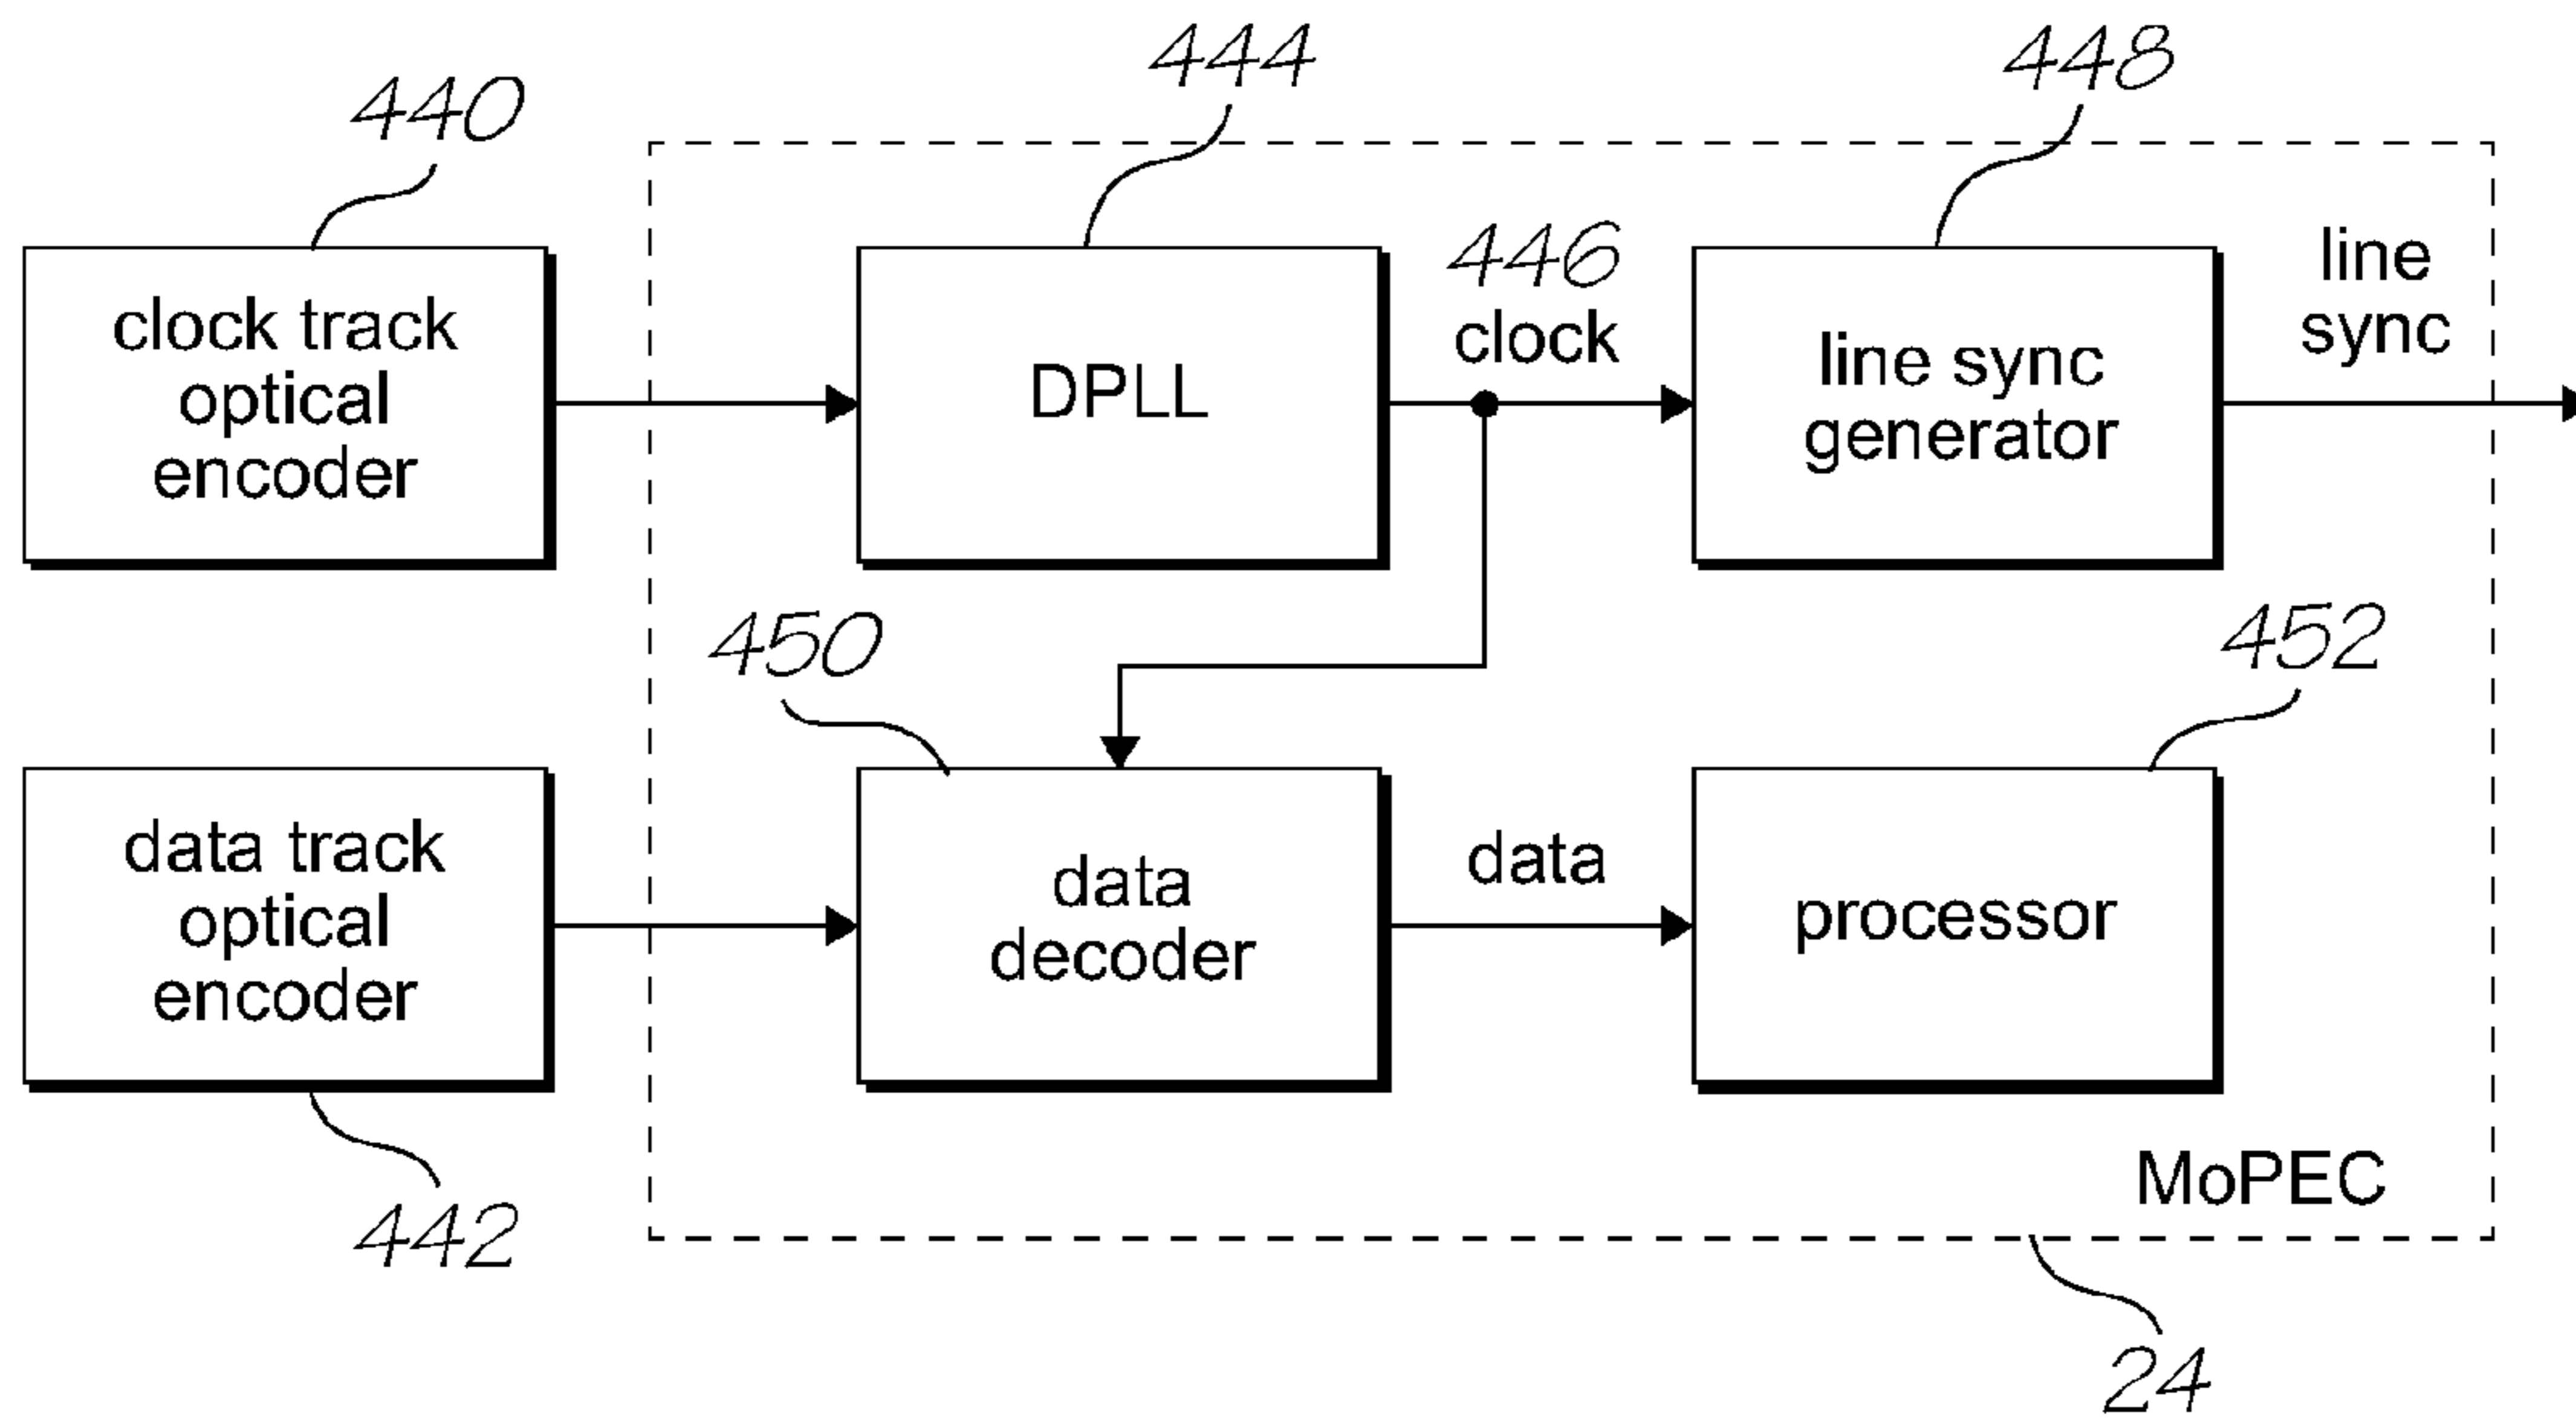 444
448
440
446
line
sync
clock track
optical
encoder
DPLL
clock
line sync
generator
450
452
data track
optical
encoder
data
decoder
data
processor
MoPEC
442
24